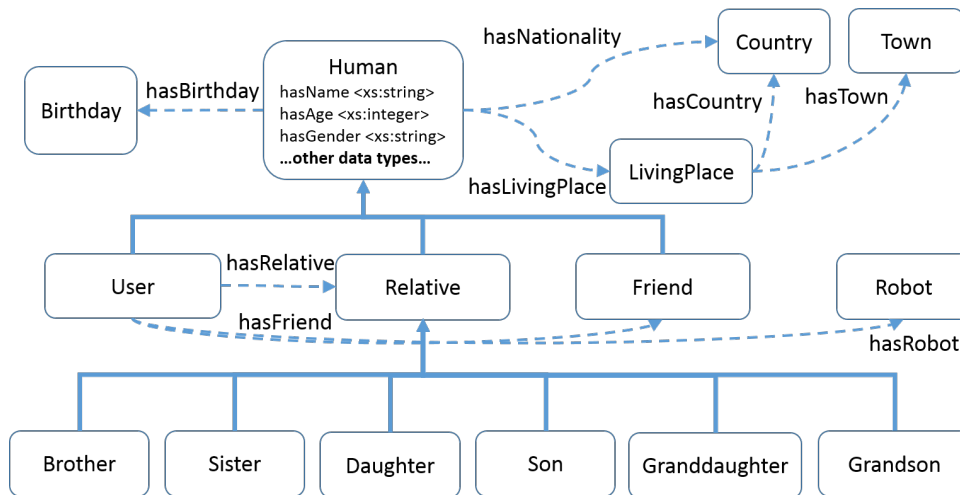 hasNationality
Country
Town
Human
hasName <xs:string>
hasAge <xs:integer>
hasGender <xs:string>
...other data types...
Birthday
hasBirthday
hasCountry
hasTown
hasLivingPlace
LivingPlace
User
hasRelative
Relative
Friend
Robot
hasFriend
hasRobot
Brother
Sister
Daughter
Son
Granddaughter
Grandson